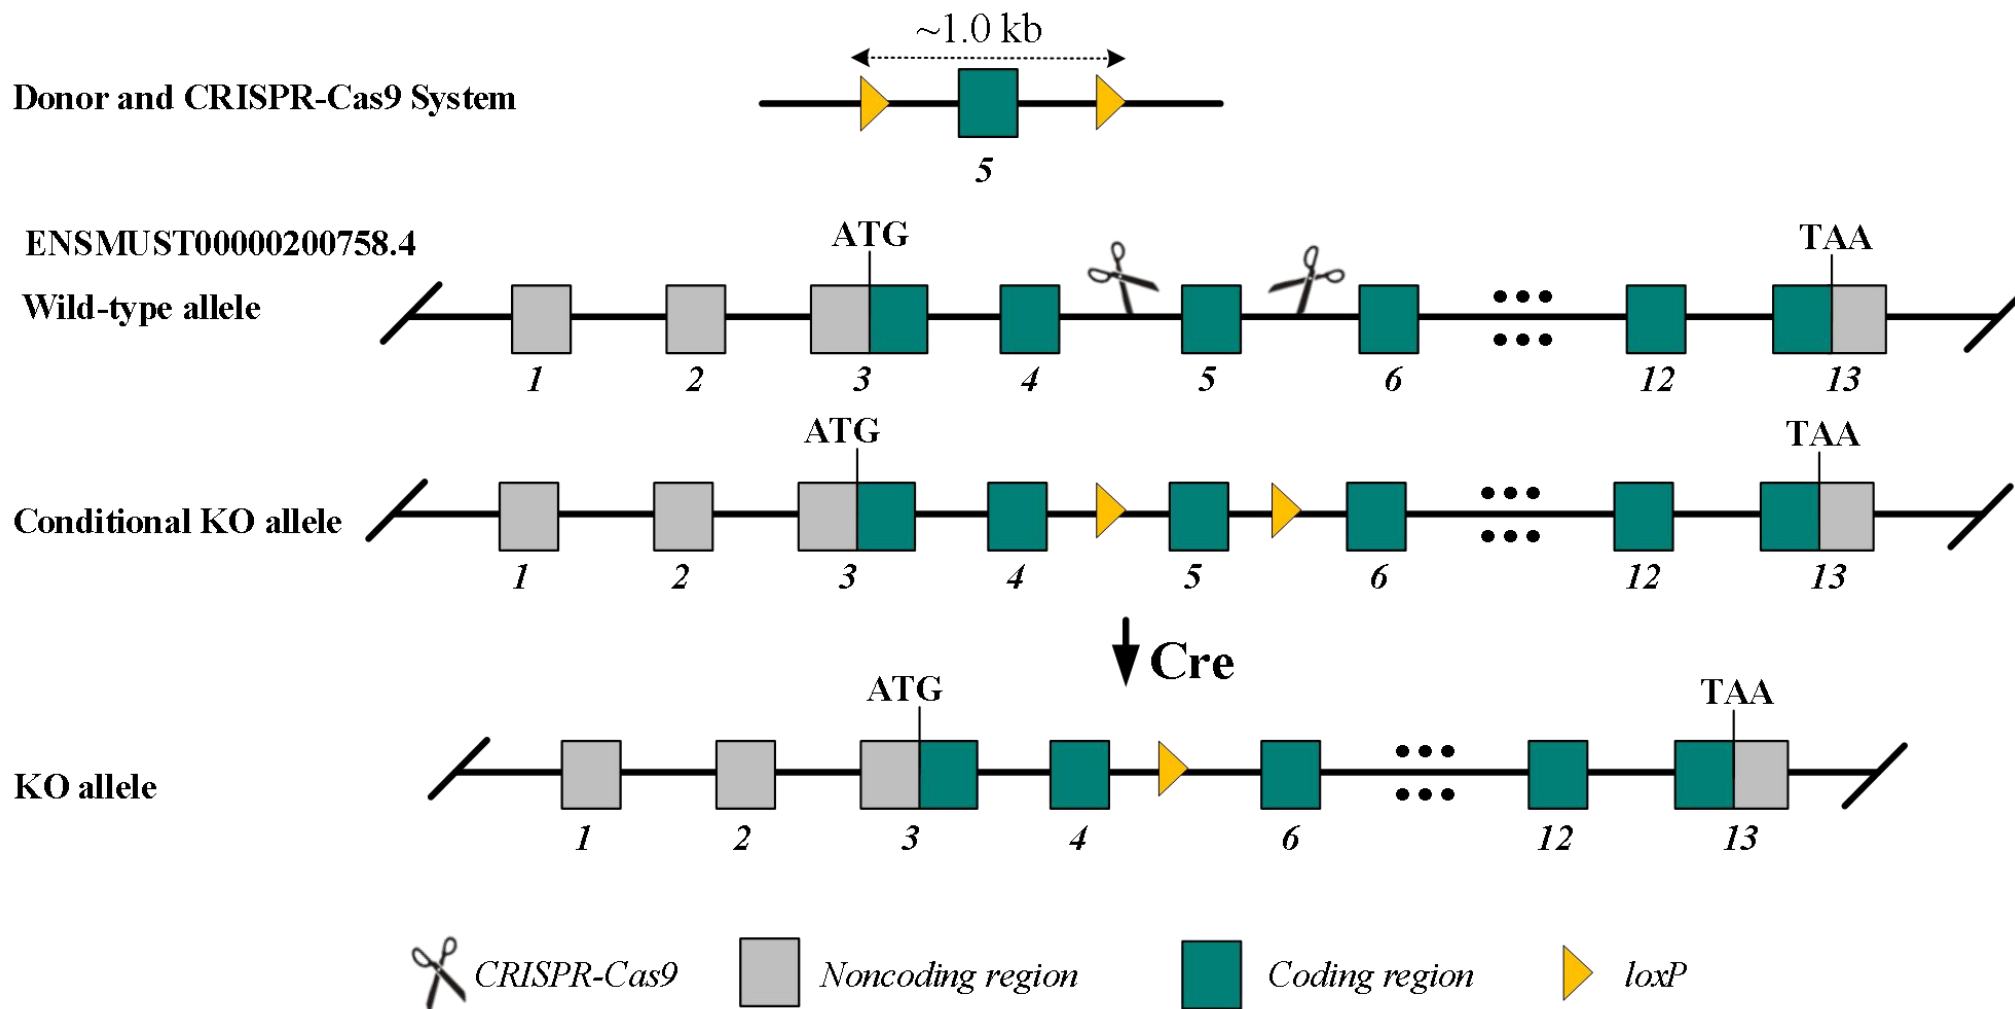 ~1.0 kb
Donor and CRISPR-Cas9 System
5
ENSMUST00000200758.4
ATG TAA
Wild-type allele
1 2 3 4 5 6 12 13
ATG TAA
Conditional KO allele
1 2 3 4 5 6 12 13
Cre
ATG TAA
KO allele
1 2 3 4 6 12 13
CRISPR-Cas9 Noncoding region Coding region loxP